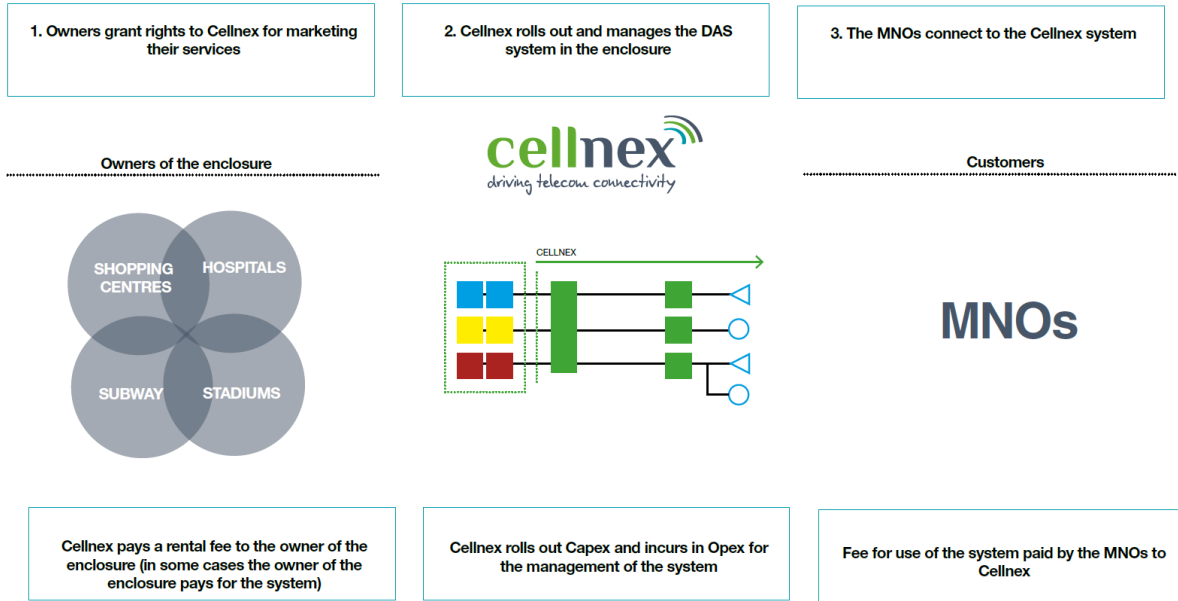 1. Owners grant rights to Cellnex for marketing
their services
2. Cellnex rolls out and manages the DAS
system in the enclosure
3. The MNOs connect to the Cellnex system
Owners of the enclosure
cellnex
driving telecom connectivity
Customers
SHOPPING
CENTRES
HOSPITALS
SUBWAY
STADIUMS
CELLNEX
MNOs
Cellnex pays a rental fee to the owner of the
enclosure (in some cases the owner of the
enclosure pays for the system)
Cellnex rolls out Capex and incurs in Opex for
the management of the system
Fee for use of the system paid by the MNOs to
Cellnex